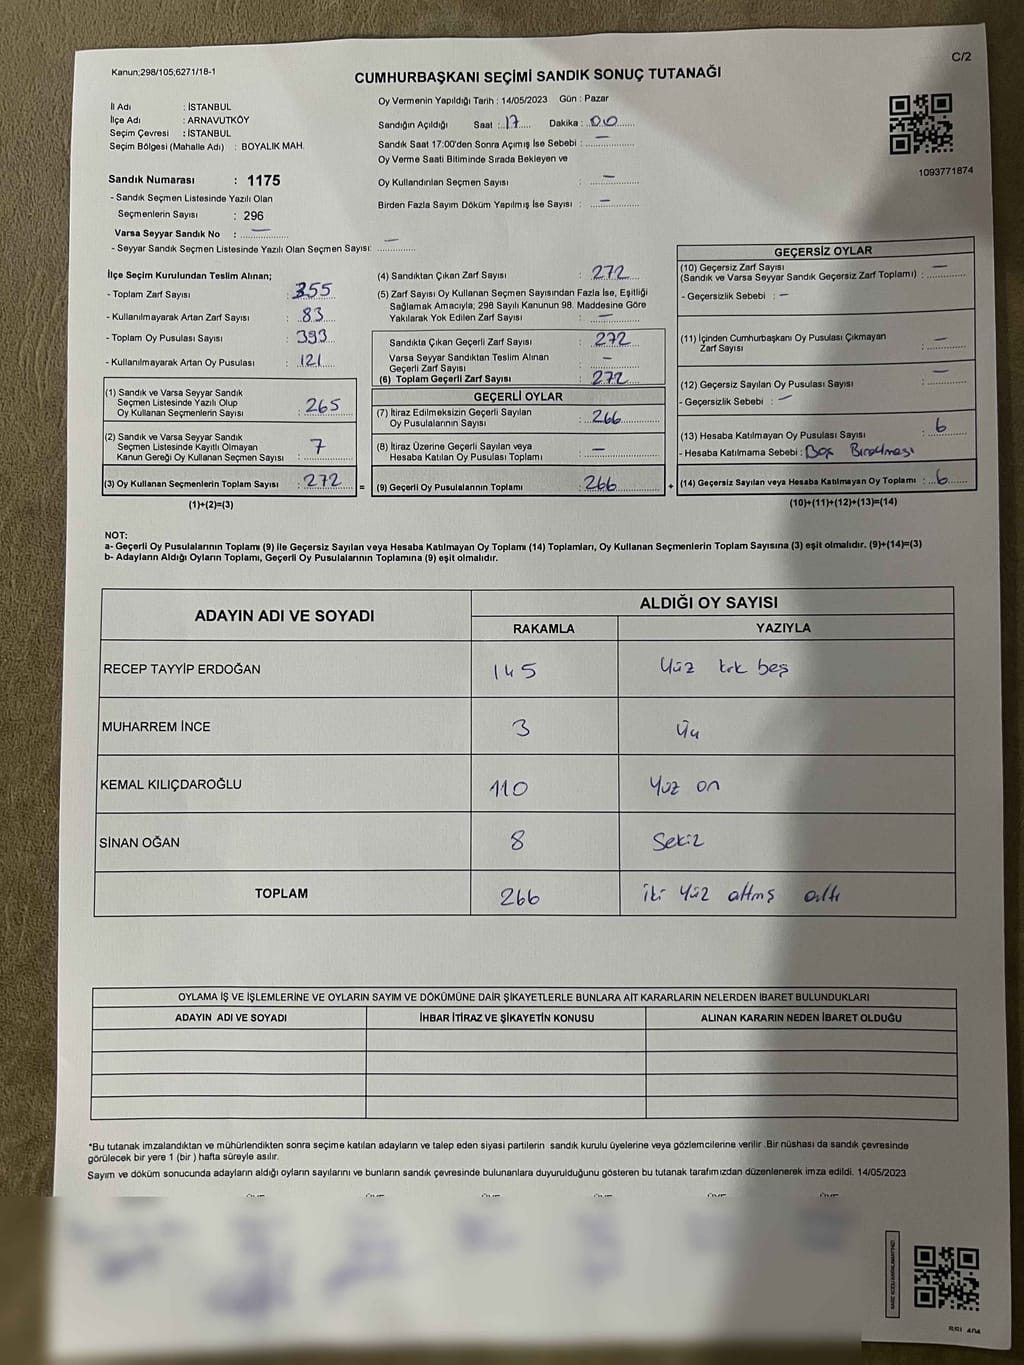 Kanun;298/105;6271/18-1
C/2
CUMHURBAŞKANI SEÇİMİ SANDIK SONUÇ TUTANAĞI
İl Adı : İSTANBUL
İlçe Adı : ARNAVUTKÖY
Seçim Çevresi : İSTANBUL
Seçim Bölgesi (Mahalle Adı) : BOYALIK MAH.
Oy Vermenin Yapıldığı Tarih : 14/05/2023 Gün : Pazar
Sandığın Açıldığı Saat : 17 Dakika : 00
Sandık Saat 17:00'den Sonra Açımış İse Sebebi : —
Oy Verme Saati Bitiminde Sırada Bekleyen ve
Oy Kullandırılan Seçmen Sayısı : —
Birden Fazla Sayım Döküm Yapılmış İse Sayısı : —
1093771874
Sandık Numarası : 1175
- Sandık Seçmen Listesinde Yazılı Olan
Seçmenlerin Sayısı : 296
Varsa Seyyar Sandık No : —
- Seyyar Sandık Seçmen Listesinde Yazılı Olan Seçmen Sayısı: —
İlçe Seçim Kurulundan Teslim Alınan;
- Toplam Zarf Sayısı : 355
- Kullanılmayarak Artan Zarf Sayısı : 83
- Toplam Oy Pusulası Sayısı : 393
- Kullanılmayarak Artan Oy Pusulası : 121
(1) Sandık ve Varsa Seyyar Sandık
Seçmen Listesinde Yazılı Olup
Oy Kullanan Seçmenlerin Sayısı : 265
(2) Sandık ve Varsa Seyyar Sandık
Seçmen Listesinde Kayıtlı Olmayan
Kanun Gereği Oy Kullanan Seçmen Sayısı : 7
(3) Oy Kullanan Seçmenlerin Toplam Sayısı : 272 =
(1)+(2)=(3)
(4) Sandıktan Çıkan Zarf Sayısı : 272
(5) Zarf Sayısı Oy Kullanan Seçmen Sayısından Fazla İse, Eşitliği
Sağlamak Amacıyla; 298 Sayılı Kanunun 98. Maddesine Göre
Yakılarak Yok Edilen Zarf Sayısı : —
Sandıkta Çıkan Geçerli Zarf Sayısı : 272
Varsa Seyyar Sandıktan Teslim Alınan
Geçerli Zarf Sayısı : —
(6) Toplam Geçerli Zarf Sayısı : 272
GEÇERLİ OYLAR
(7) İtiraz Edilmeksizin Geçerli Sayılan
Oy Pusulalarının Sayısı : 266
(8) İtiraz Üzerine Geçerli Sayılan veya
Hesaba Katılan Oy Pusulası Toplamı : —
(9) Geçerli Oy Pusulalarının Toplamı : 266 +
GEÇERSİZ OYLAR
(10) Geçersiz Zarf Sayısı
(Sandık ve Varsa Seyyar Sandık Geçersiz Zarf Toplamı) : —
- Geçersizlik Sebebi : —
(11) İçinden Cumhurbaşkanı Oy Pusulası Çıkmayan
Zarf Sayısı : —
(12) Geçersiz Sayılan Oy Pusulası Sayısı : —
- Geçersizlik Sebebi : —
(13) Hesaba Katılmayan Oy Pusulası Sayısı : 6
- Hesaba Katılmama Sebebi : Boş Bırakması
(14) Geçersiz Sayılan veya Hesaba Katılmayan Oy Toplamı : 6
(10)+(11)+(12)+(13)=(14)
NOT:
a- Geçerli Oy Pusulalarının Toplamı (9) ile Geçersiz Sayılan veya Hesaba Katılmayan Oy Toplamı (14) Toplamları, Oy Kullanan Seçmenlerin Toplam Sayısına (3) eşit olmalıdır. (9)+(14)=(3)
b- Adayların Aldığı Oyların Toplamı, Geçerli Oy Pusulalarının Toplamına (9) eşit olmalıdır.
ADAYIN ADI VE SOYADI ALDIĞI OY SAYISI
RAKAMLA YAZIYLA
RECEP TAYYİP ERDOĞAN 145 Yüz kırk beş
MUHARREM İNCE 3 Üç
KEMAL KILIÇDAROĞLU 110 Yüz on
SİNAN OĞAN 8 Sekiz
TOPLAM 266 İki Yüz altmış altı
OYLAMA İŞ VE İŞLEMLERİNE VE OYLARIN SAYIM VE DÖKÜMÜNE DAİR ŞİKAYETLERLE BUNLARA AİT KARARLARIN NELERDEN İBARET BULUNDUKLARI
ADAYIN ADI VE SOYADI İHBAR İTİRAZ VE ŞİKAYETİN KONUSU ALINAN KARARIN NEDEN İBARET OLDUĞU
*Bu tutanak imzalandıktan ve mühürlendikten sonra seçime katılan adayların ve talep eden siyasi partilerin sandık kurulu üyelerine veya gözlemcilerine verilir .Bir nüshası da sandık çevresinde
görülecek bir yere 1 (bir ) hafta süreyle asılır.
Sayım ve döküm sonucunda adayların aldığı oyların sayılarını ve bunların sandık çevresinde bulunanlara duyurulduğunu gösteren bu tutanak tarafımızdan düzenlenerek imza edildi. 14/05/2023